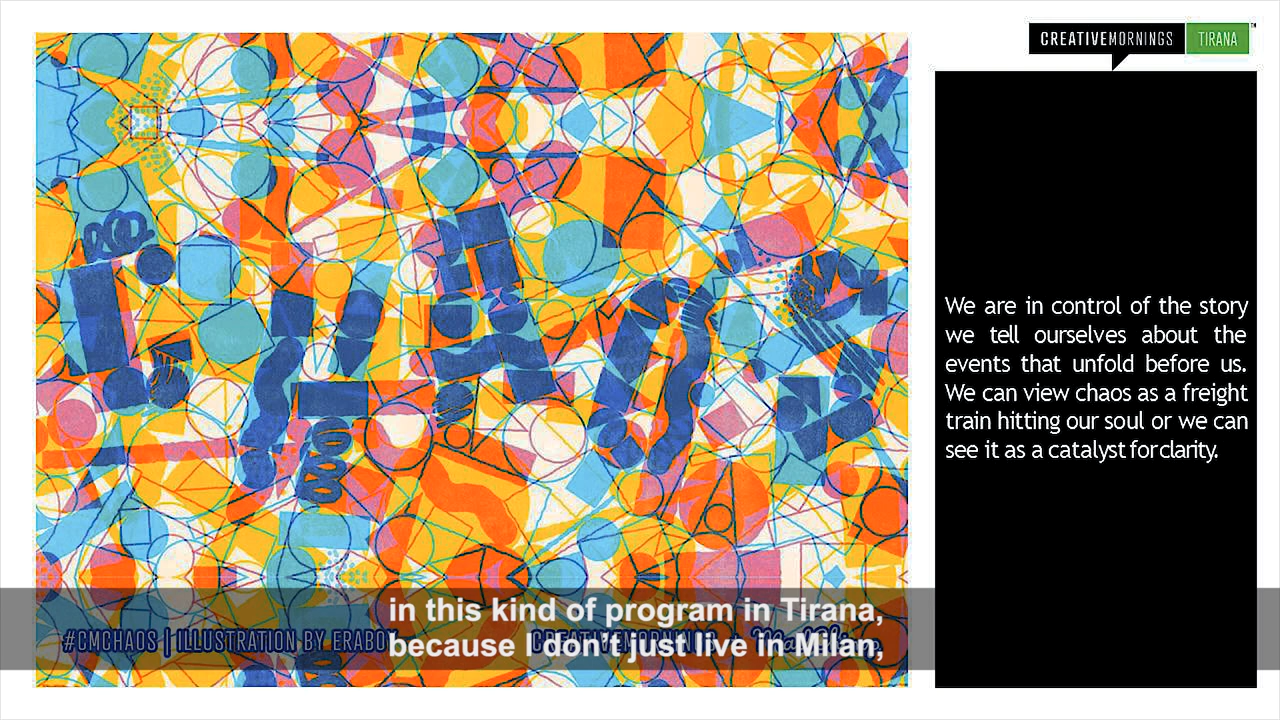 CREATIVEMORNINGS TIRANA
We are in control of the story
we tell ourselves about the
events that unfold before us.
We can view chaos as a freight
train hitting our soul or we can
see it as a catalyst forclarity.
in this kind of program in Tirana,
because I don't just live in Milan,
#CMCHAOS | ILLUSTRATION BY